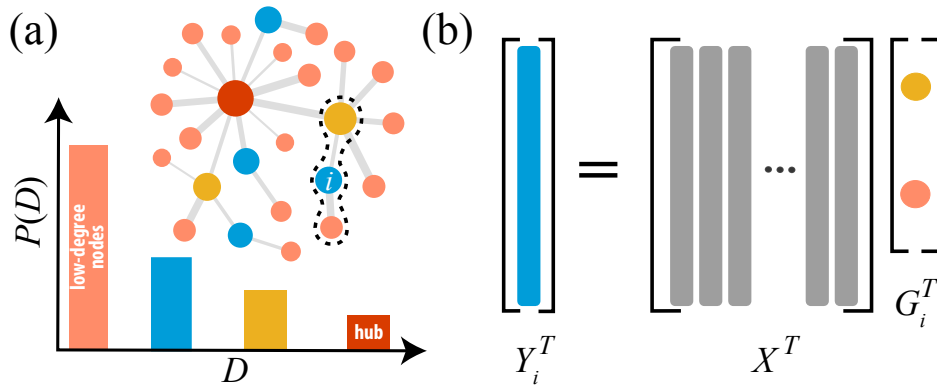 (a)
(b)
i
P(D)
low-degree
nodes
hub
D
=
...
Y_i^T
X^T
G_i^T